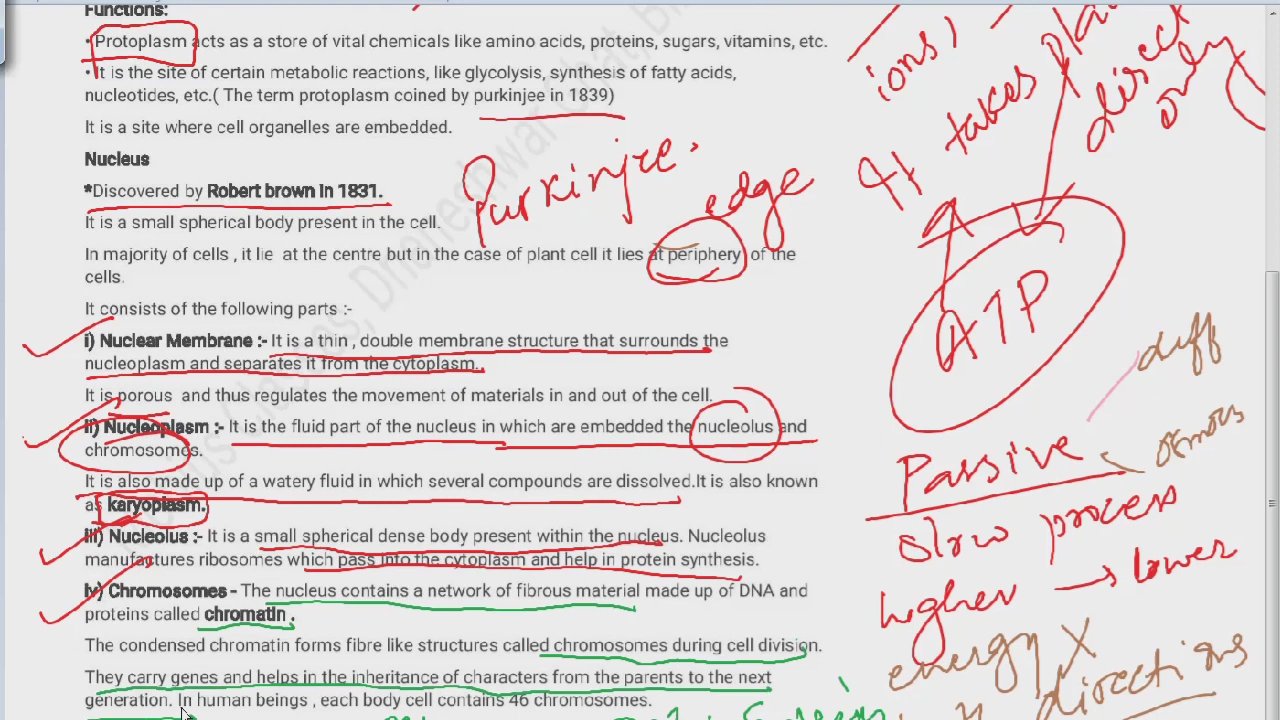 Functions:
• Protoplasm acts as a store of vital chemicals like amino acids, proteins, sugars, vitamins, etc.
• It is the site of certain metabolic reactions, like glycolysis, synthesis of fatty acids,
nucleotides, etc.( The term protoplasm coined by purkinjee in 1839)
It is a site where cell organelles are embedded.
Nucleus
*Discovered by Robert brown in 1831.
It is a small spherical body present in the cell.
In majority of cells , it lie at the centre but in the case of plant cell it lies at periphery of the
cells.
It consists of the following parts :-
i) Nuclear Membrane :- It is a thin , double membrane structure that surrounds the
nucleoplasm and separates it from the cytoplasm.
It is porous and thus regulates the movement of materials in and out of the cell.
ii) Nucleoplasm :- It is the fluid part of the nucleus in which are embedded the nucleolus and
chromosomes.
It is also made up of a watery fluid in which several compounds are dissolved.It is also known
as karyoplasm.
iii) Nucleolus :- It is a small spherical dense body present within the nucleus. Nucleolus
manufactures ribosomes which pass into the cytoplasm and help in protein synthesis.
iv) Chromosomes - The nucleus contains a network of fibrous material made up of DNA and
proteins called chromatin .
The condensed chromatin forms fibre like structures called chromosomes during cell division.
They carry genes and helps in the inheritance of characters from the parents to the next
generation. In human beings , each body cell contains 46 chromosomes.
Purkinjee.
edge
ions)
It takes
direct
only
ATP
diff
Passive
osmous
slow process
higher → lower
energy X
directions